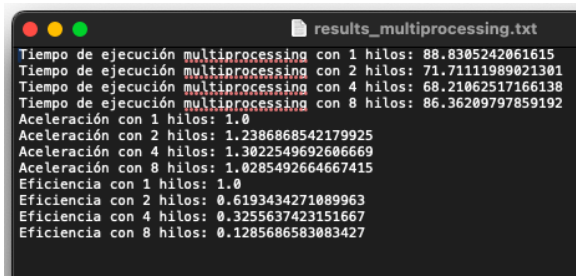 results_multiprocessing.txt
Tiempo de ejecución multiprocessing con 1 hilos: 88.8305242061615
Tiempo de ejecución multiprocessing con 2 hilos: 71.71111989021301
Tiempo de ejecución multiprocessing con 4 hilos: 68.21062517166138
Tiempo de ejecución multiprocessing con 8 hilos: 86.36209797859192
Aceleración con 1 hilos: 1.0
Aceleración con 2 hilos: 1.2386868542179925
Aceleración con 4 hilos: 1.3022549692606669
Aceleración con 8 hilos: 1.0285492664667415
Eficiencia con 1 hilos: 1.0
Eficiencia con 2 hilos: 0.6193434271089963
Eficiencia con 4 hilos: 0.3255637423151667
Eficiencia con 8 hilos: 0.1285686583083427